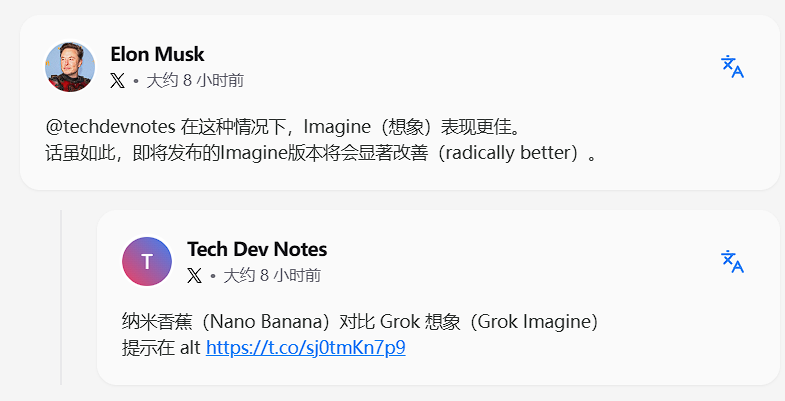 Elon Musk
X • 大约 8 小时前
@techdevnotes 在这种情况下，Imagine（想象）表现更佳。
话虽如此，即将发布的Imagine版本将会显著改善（radically better）。
T
Tech Dev Notes
X • 大约 8 小时前
纳米香蕉（Nano Banana）对比 Grok 想象（Grok Imagine）
提示在 alt https://t.co/sj0tmKn7p9